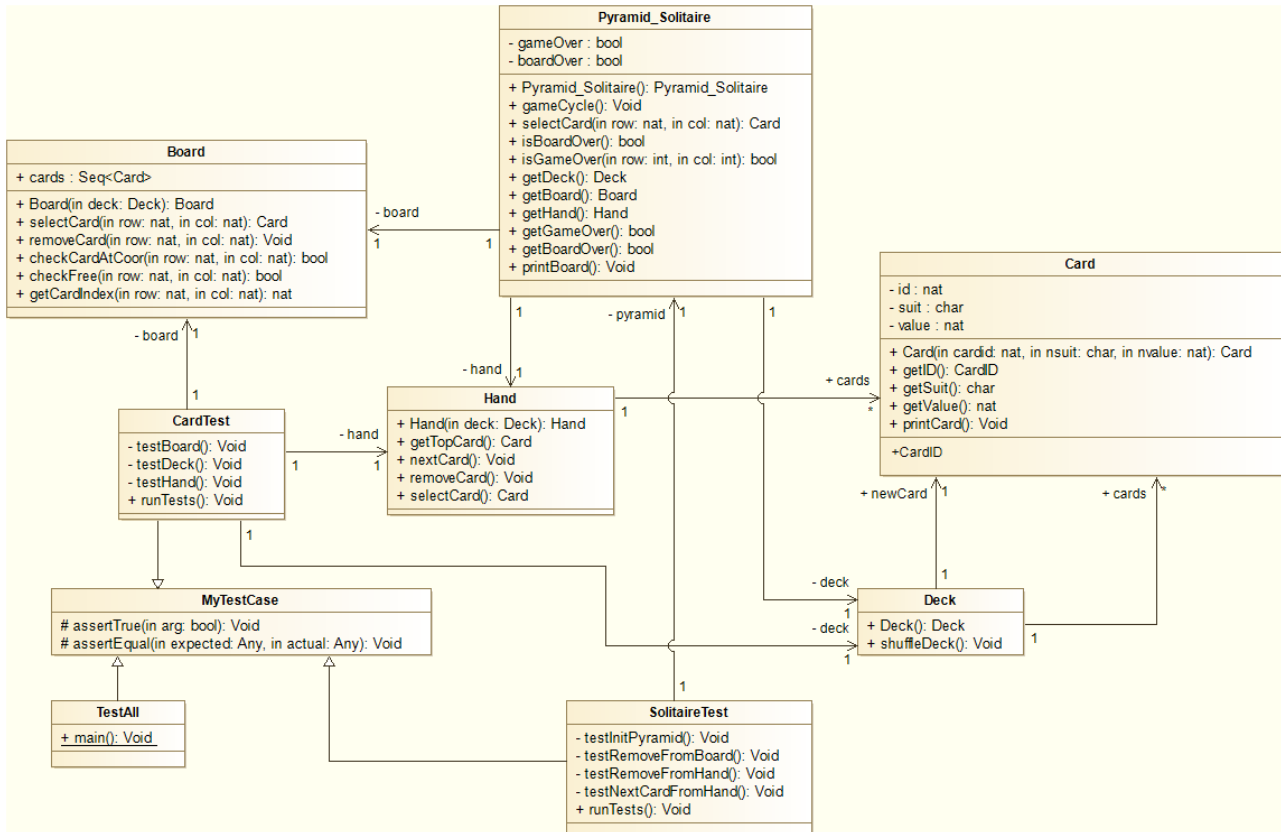 Pyramid_Solitaire
- gameOver : bool
- boardOver : bool
+ Pyramid_Solitaire(): Pyramid_Solitaire
+ gameCycle(): Void
+ selectCard(in row: nat, in col: nat): Card
+ isBoardOver(): bool
+ isGameOver(in row: int, in col: int): bool
+ getDeck(): Deck
+ getBoard(): Board
+ getHand(): Hand
+ getGameOver(): bool
+ getBoardOver(): bool
+ printBoard(): Void
Board
+ cards : Seq<Card>
+ Board(in deck: Deck): Board
+ selectCard(in row: nat, in col: nat): Card
+ removeCard(in row: nat, in col: nat): Void
+ checkCardAtCoor(in row: nat, in col: nat): bool
+ checkFree(in row: nat, in col: nat): bool
+ getCardIndex(in row: nat, in col: nat): nat
- board
1
1
Card
- id : nat
- suit : char
- value : nat
+ Card(in cardid: nat, in nsuit: char, in nvalue: nat): Card
+ getID(): CardID
+ getSuit(): char
+ getValue(): nat
+ printCard(): Void
+CardID
- board
1
1
1
- hand
1
- pyramid
1
1
+ cards
1
*
Hand
+ Hand(in deck: Deck): Hand
+ getTopCard(): Card
+ nextCard(): Void
+ removeCard(): Void
+ selectCard(): Card
CardTest
- testBoard(): Void
- testDeck(): Void
- testHand(): Void
+ runTests(): Void
- hand
1
1
1
+ newCard
1
+ cards
*
1
1
- deck
1
- deck
1
Deck
+ Deck(): Deck
+ shuffleDeck(): Void
MyTestCase
# assertTrue(in arg: bool): Void
# assertEqual(in expected: Any, in actual: Any): Void
1
TestAll
+ main(): Void
SolitaireTest
- testInitPyramid(): Void
- testRemoveFromBoard(): Void
- testRemoveFromHand(): Void
- testNextCardFromHand(): Void
+ runTests(): Void